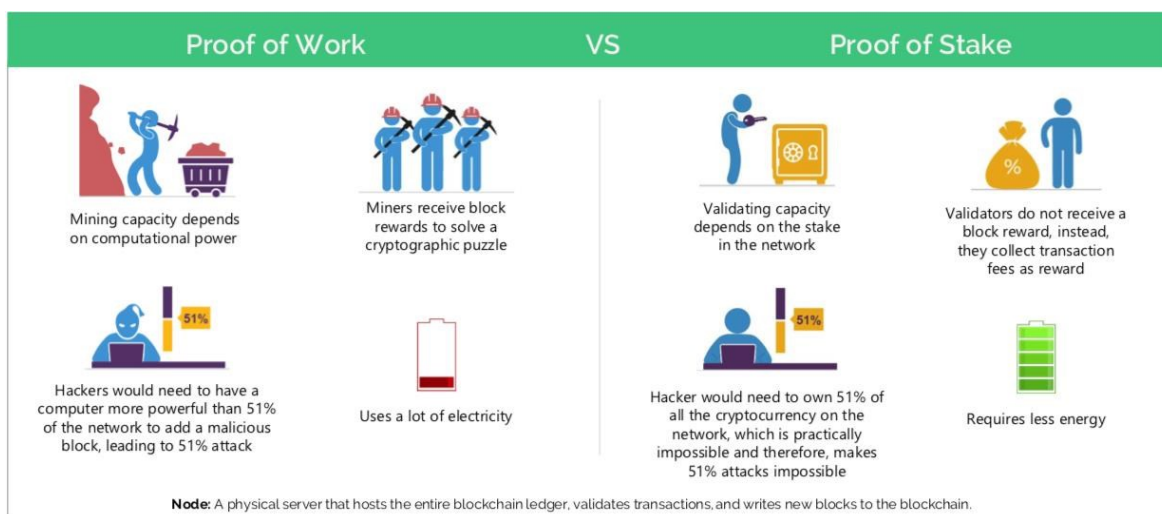 Proof of Work VS Proof of Stake
Mining capacity depends
on computational power
Miners receive block
rewards to solve a
cryptographic puzzle
Validating capacity
depends on the stake
in the network
%
Validators do not receive a
block reward, instead,
they collect transaction
fees as reward
51%
Hackers would need to have a
computer more powerful than 51%
of the network to add a malicious
block, leading to 51% attack
Uses a lot of electricity
51%
Hacker would need to own 51% of
all the cryptocurrency on the
network, which is practically
impossible and therefore, makes
51% attacks impossible
Requires less energy
Node: A physical server that hosts the entire blockchain ledger, validates transactions, and writes new blocks to the blockchain.